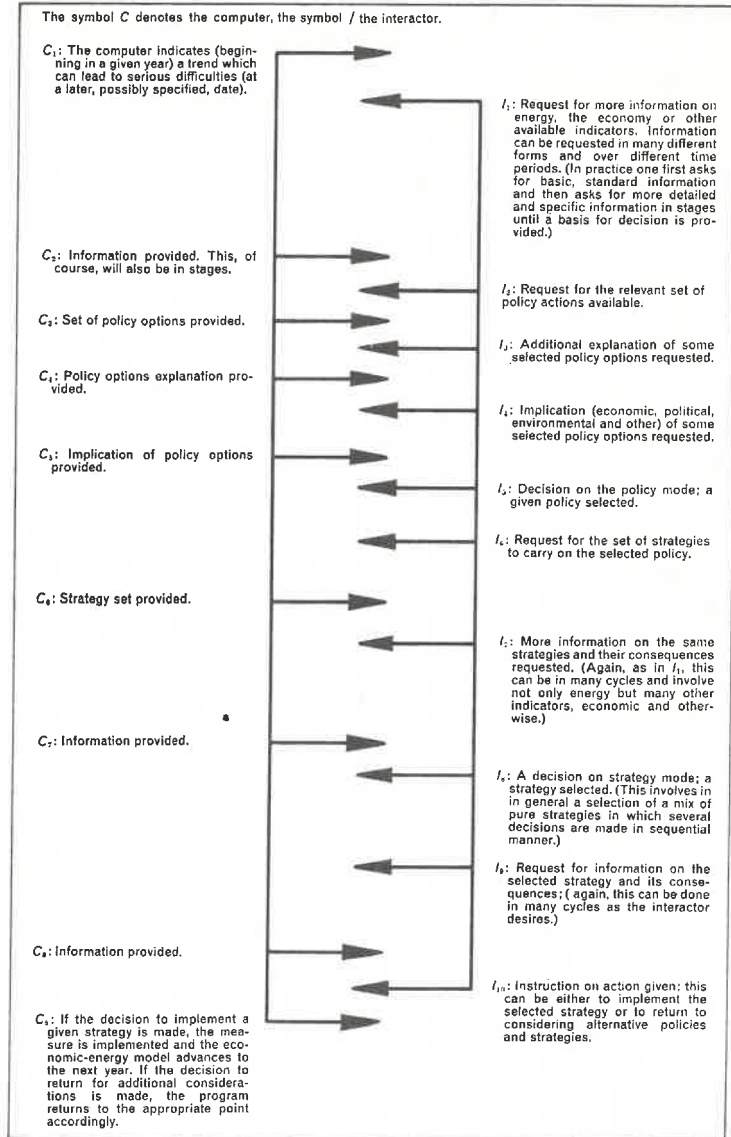 The symbol C denotes the computer, the symbol I the interactor.
C₁: The computer indicates (begin-
ning in a given year) a trend which
can lead to serious difficulties (at
a later, possibly specified, date).
I₁: Request for more information on
energy, the economy or other
available indicators. Information
can be requested in many different
forms and over different time
periods. (In practice one first asks
for basic, standard information
and then asks for more detailed
and specific information in stages
until a basis for decision is pro-
vided.)
C₂: Information provided. This, of
course, will also be in stages.
I₂: Request for the relevant set of
policy actions available.
C₃: Set of policy options provided.
I₃: Additional explanation of some
selected policy options requested.
C₄: Policy options explanation pro-
vided.
I₄: Implication (economic, political,
environmental and other) of some
selected policy options requested.
C₅: Implication of policy options
provided.
I₅: Decision on the policy mode; a
given policy selected.
I₆: Request for the set of strategies
to carry on the selected policy.
C₆: Strategy set provided.
I₇: More information on the same
strategies and their consequences
requested. (Again, as in I₁, this
can be in many cycles and involve
not only energy but many other
indicators, economic and other-
wise.)
C₇: Information provided.
I₈: A decision on strategy mode; a
strategy selected. (This involves in
in general a selection of a mix of
pure strategies in which several
decisions are made in sequential
manner.)
I₉: Request for information on the
selected strategy and its conse-
quences; ( again, this can be done
in many cycles as the interactor
desires.)
C₈: Information provided.
I₁₀: Instruction on action given: this
can be either to implement the
selected strategy or to return to
considering alternative policies
and strategies.
C₉: If the decision to implement a
given strategy is made, the mea-
sure is implemented and the eco-
nomic-energy model advances to
the next year. If the decision to
return for additional considera-
tions is made, the program
returns to the appropriate point
accordingly.